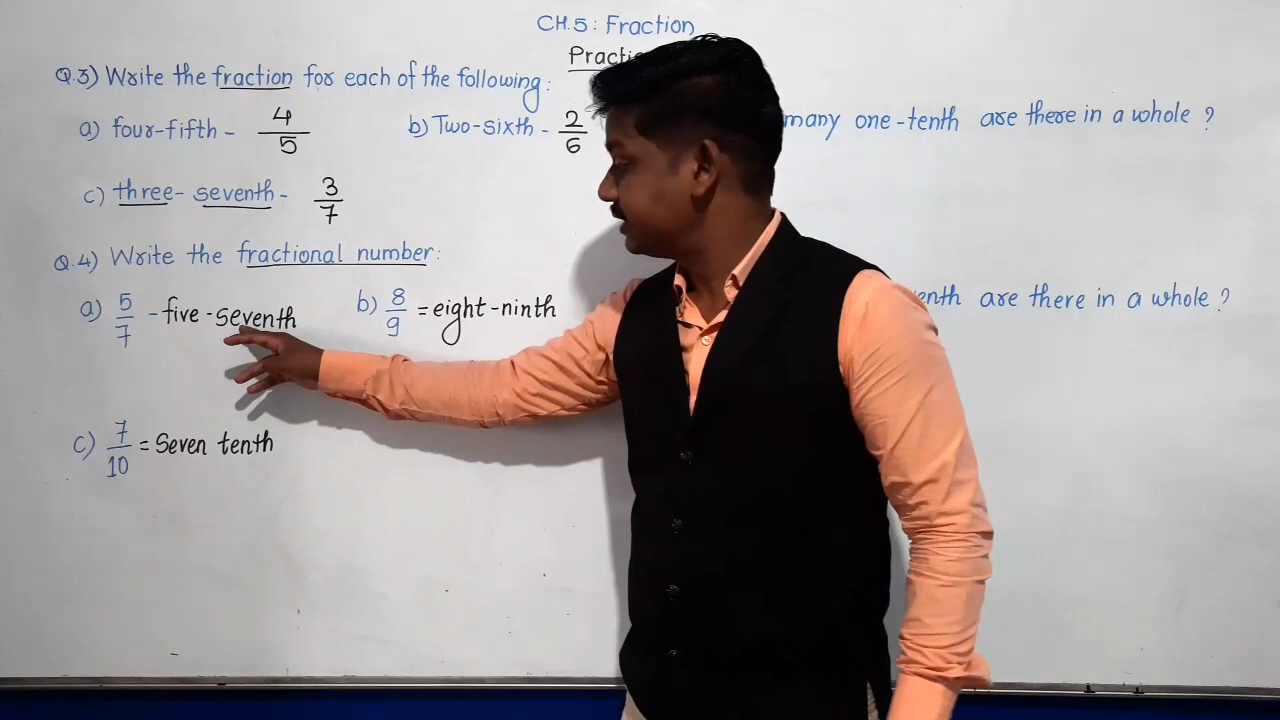 CH.5: Fraction
Q.3) Write the fraction for each of the following:
a) four-fifth - 4/5
b) Two-sixth - 2/6
c) three-seventh - 3/7
Q.4) Write the fractional number:
a) 5/7 - five-seventh
b) 8/9 = eight-ninth
c) 7/10 = Seven tenth
many one-tenth are there in a whole ?
are there in a whole ?